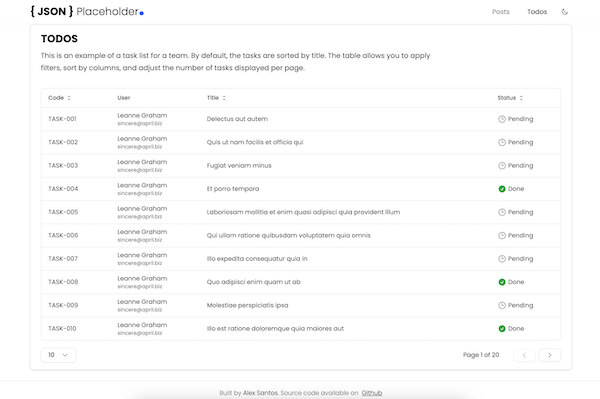 { JSON } Placeholder
Posts Todos
TODOS
This is an example of a task list for a team. By default, the tasks are sorted by title. The table allows you to apply
filters, sort by columns, and adjust the number of tasks displayed per page.
Code User Title Status
TASK-001 Leanne Graham Delectus aut autem Pending
sincere@april.biz
TASK-002 Leanne Graham Quis ut nam facilis et officia qui Pending
sincere@april.biz
TASK-003 Leanne Graham Fugiat veniam minus Pending
sincere@april.biz
TASK-004 Leanne Graham Et porro tempora Done
sincere@april.biz
TASK-005 Leanne Graham Laboriosam mollitia et enim quasi adipisci quia provident illum Pending
sincere@april.biz
TASK-006 Leanne Graham Qui ullam ratione quibusdam voluptatem quia omnis Pending
sincere@april.biz
TASK-007 Leanne Graham Illo expedita consequatur quia in Pending
sincere@april.biz
TASK-008 Leanne Graham Quo adipisci enim quam ut ab Done
sincere@april.biz
TASK-009 Leanne Graham Molestiae perspiciatis ipsa Pending
sincere@april.biz
TASK-010 Leanne Graham Illo est ratione doloremque quia maiores aut Done
sincere@april.biz
10 Page 1 of 20
Built by Alex Santos, Source code available on Github